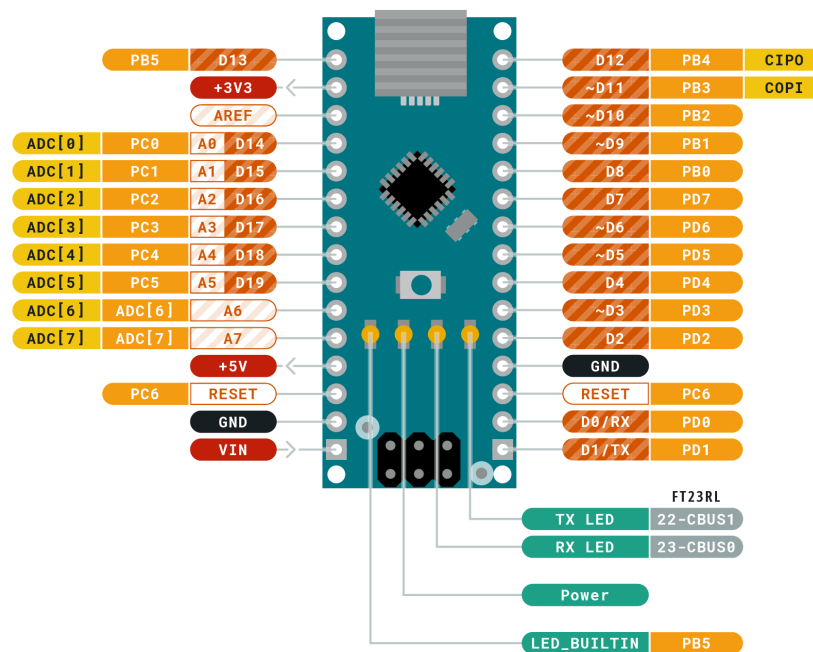 PB5 D13 D12 PB4 CIPO
+3V3 ~D11 PB3 COPI
AREF ~D10 PB2
ADC[0] PC0 A0 D14 ~D9 PB1
ADC[1] PC1 A1 D15 D8 PB0
ADC[2] PC2 A2 D16 D7 PD7
ADC[3] PC3 A3 D17 ~D6 PD6
ADC[4] PC4 A4 D18 ~D5 PD5
ADC[5] PC5 A5 D19 D4 PD4
ADC[6] ADC[6] A6 ~D3 PD3
ADC[7] ADC[7] A7 D2 PD2
+5V GND
PC6 RESET RESET PC6
GND D0/RX PD0
VIN D1/TX PD1
FT23RL
TX LED 22-CBUS1
RX LED 23-CBUS0
Power
LED_BUILTIN PB5